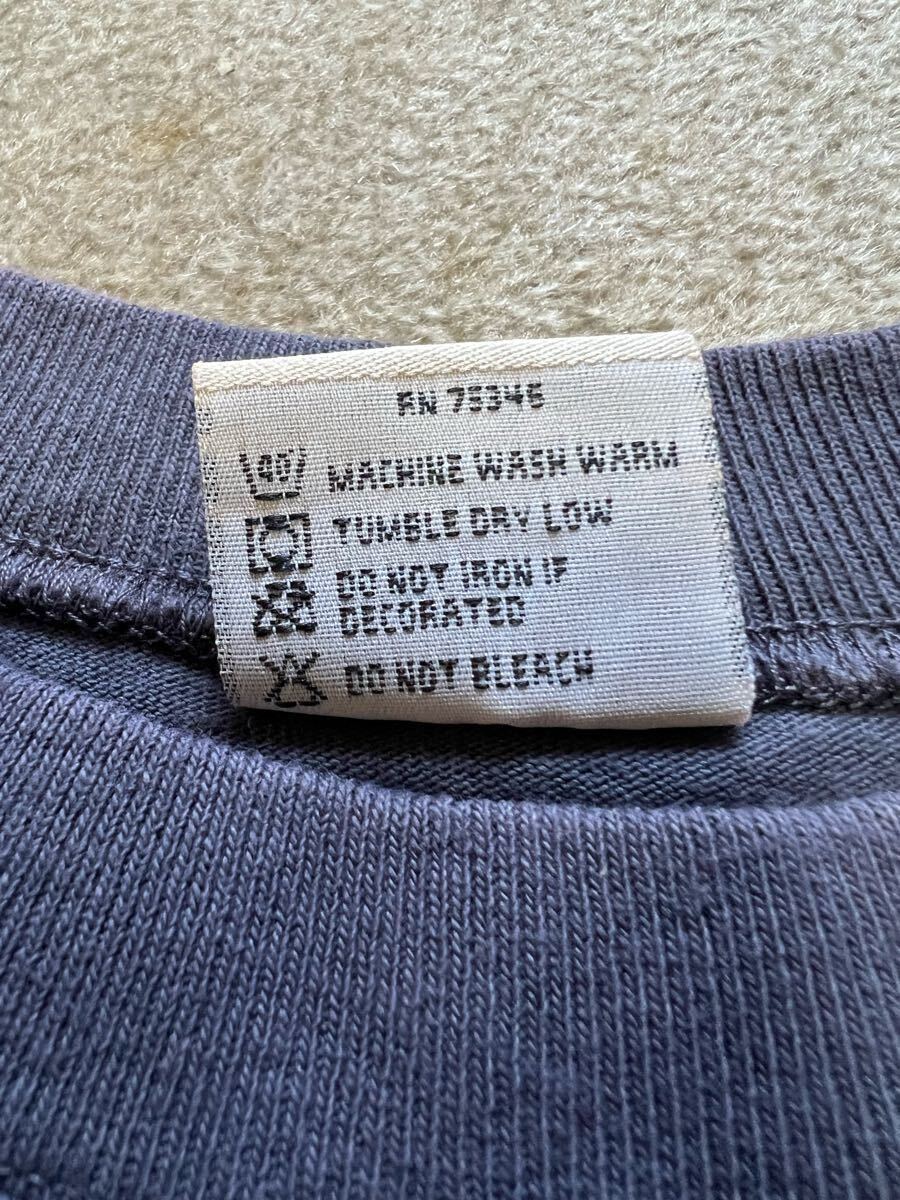 RN 75346
40 MACHINE WASH WARM
TUMBLE DRY LOW
DO NOT IRON IF
DECORATED
DO NOT BLEACH